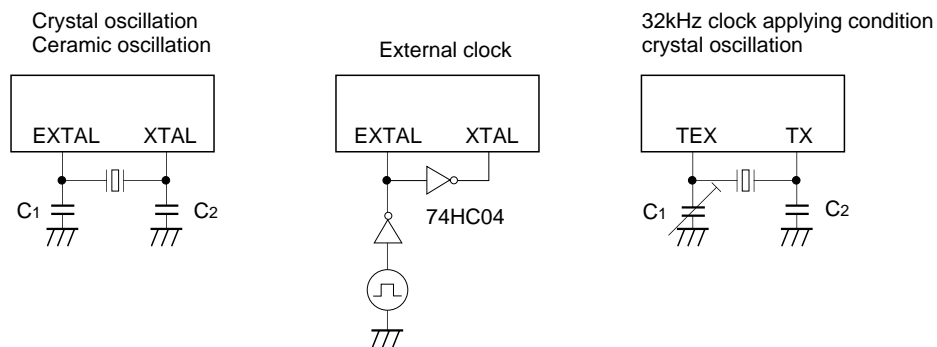 Crystal oscillation
Ceramic oscillation
EXTAL XTAL
C1 C2
External clock
EXTAL XTAL
74HC04
32kHz clock applying condition
crystal oscillation
TEX TX
C1 C2